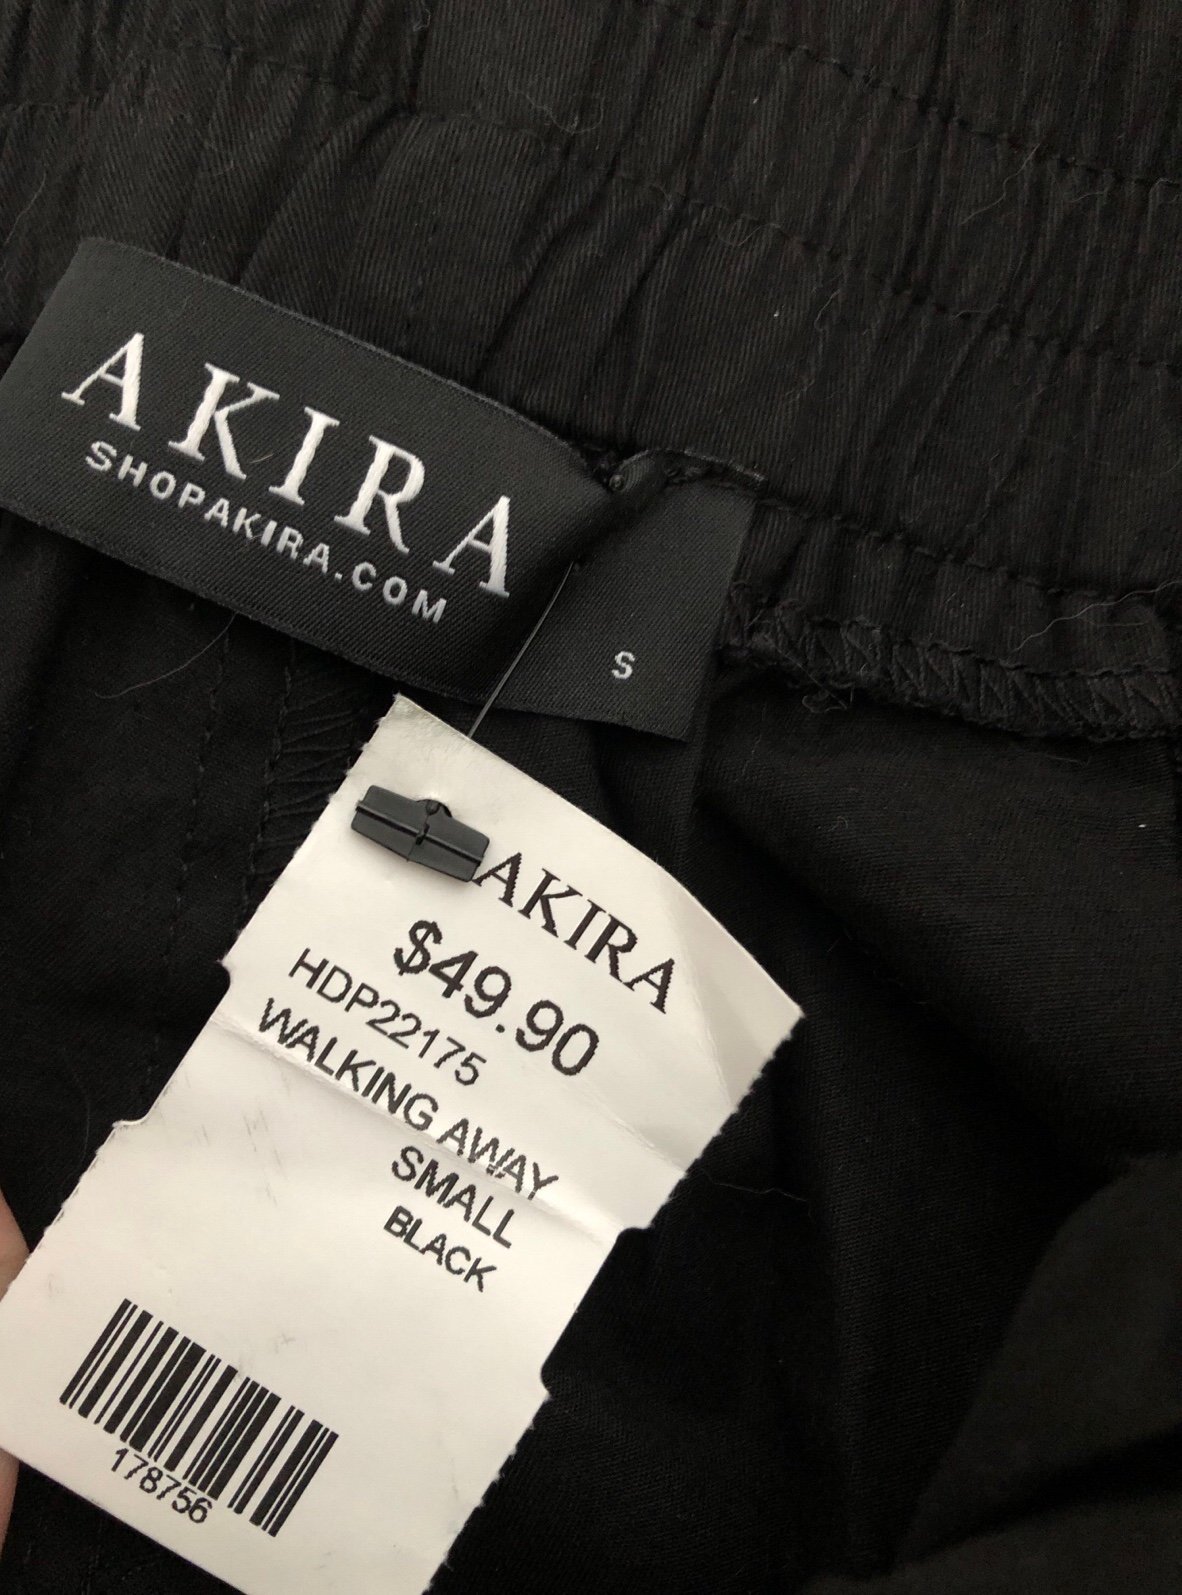 AKIRA
SHOPAKIRA.COM
S
AKIRA
$49.90
HDP22175
WALKING AWAY
SMALL
BLACK
178756